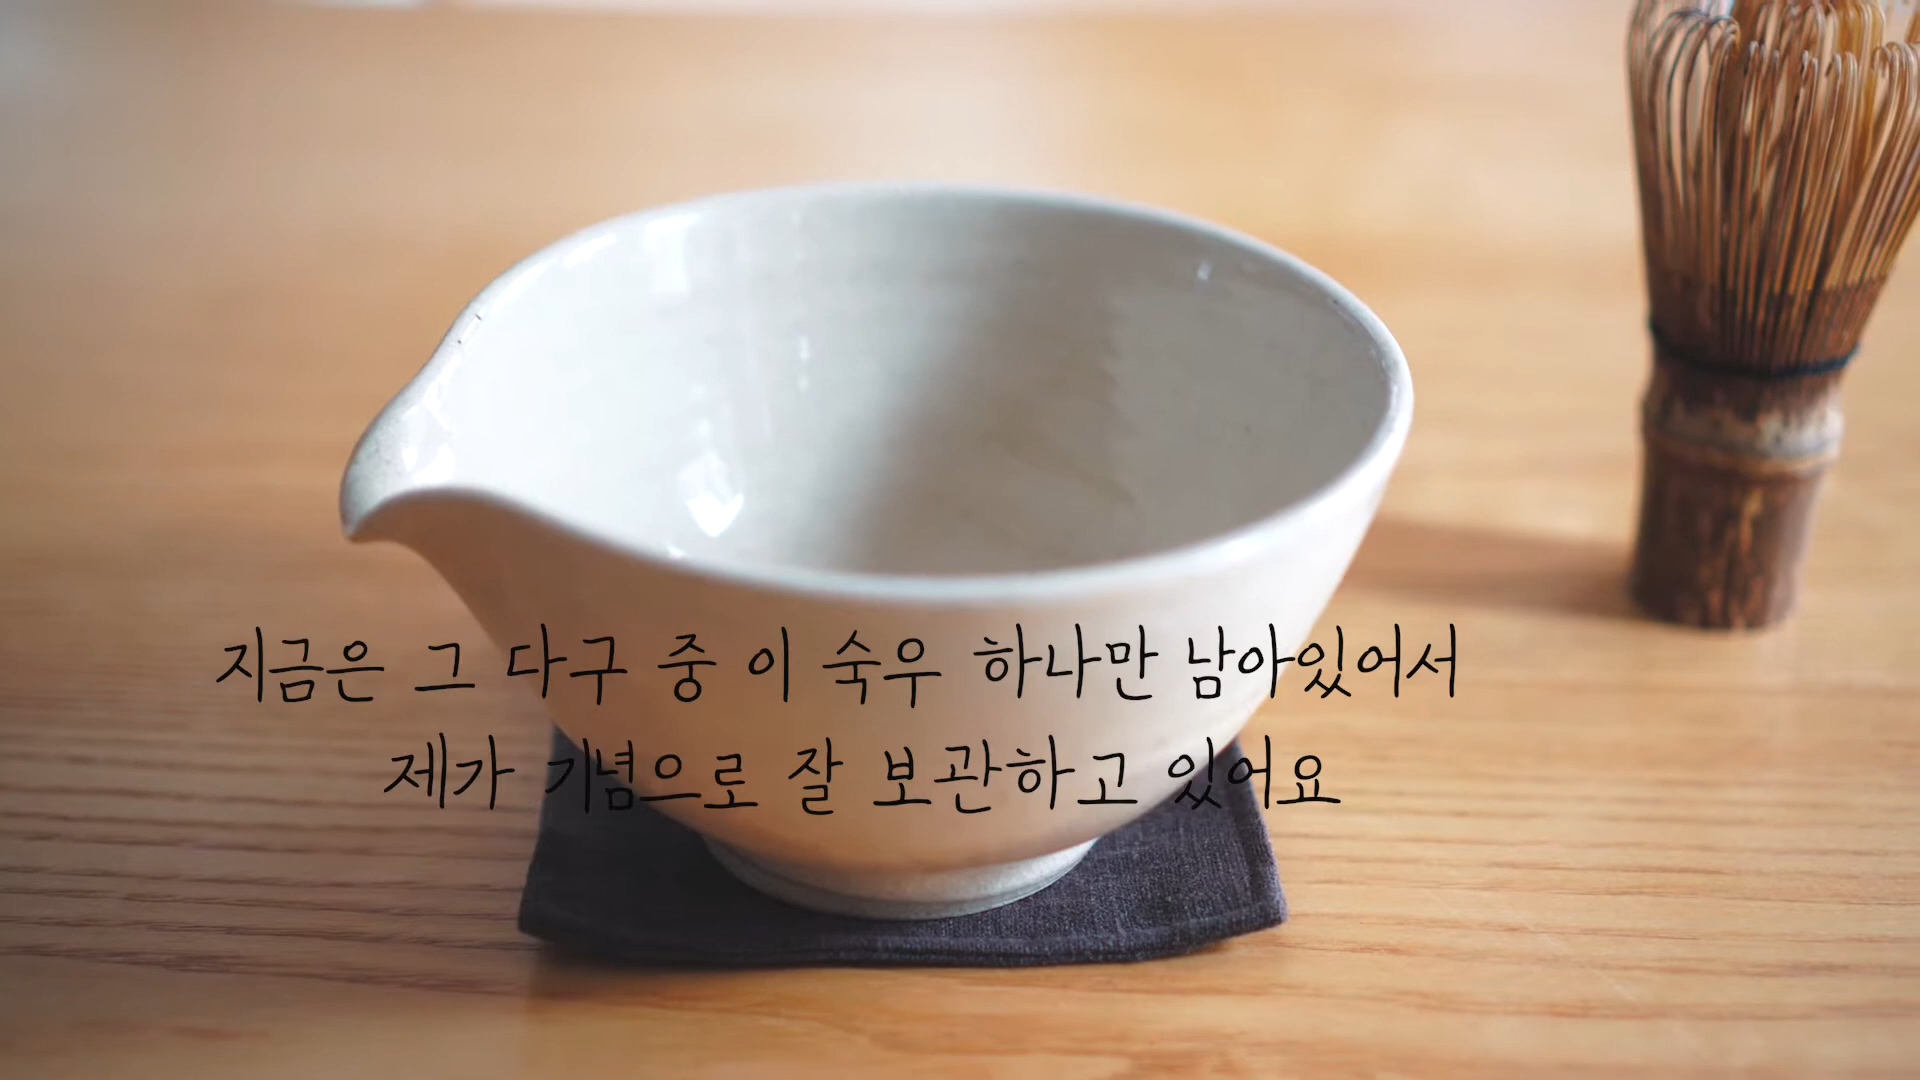 지금은 그 다구 중 이 숙우 하나만 남아있어서
제가 기념으로 잘 보관하고 있어요